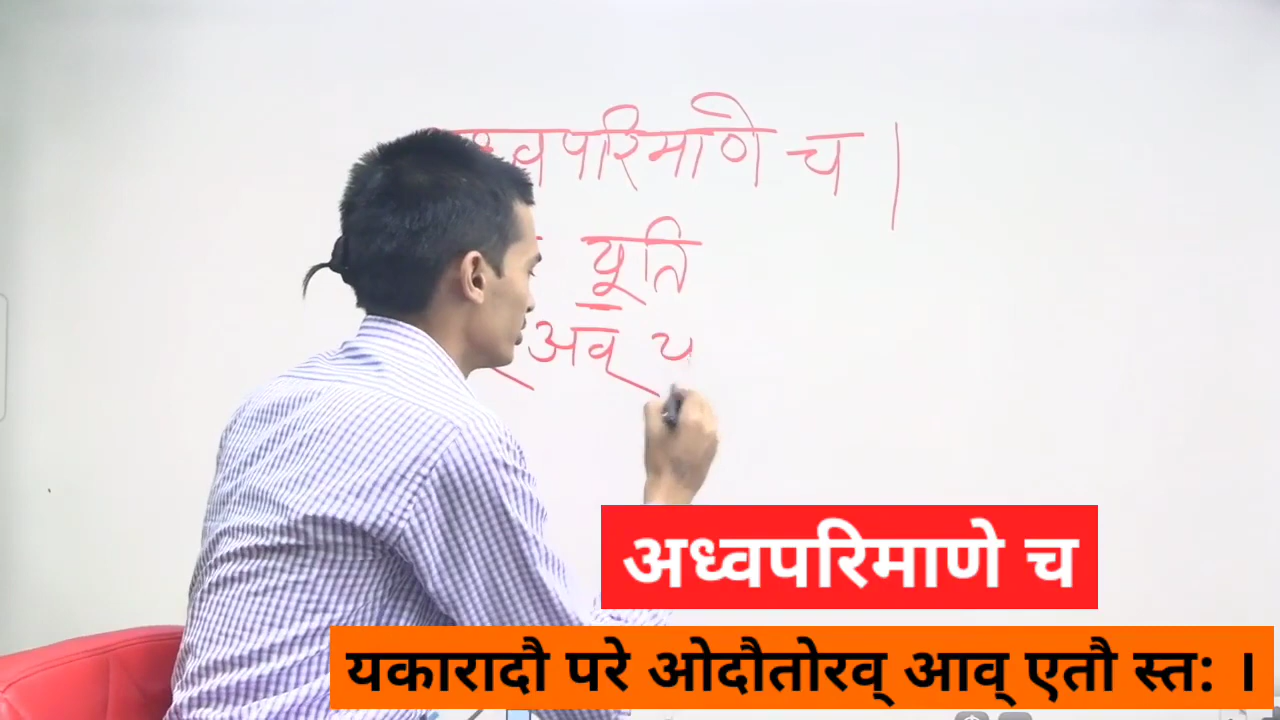 ध्वपरिमाणे च |
यूति
अव् य
अध्वपरिमाणे च
यकारादौ परे ओदौतोरव् आव् एतौ स्त: ।